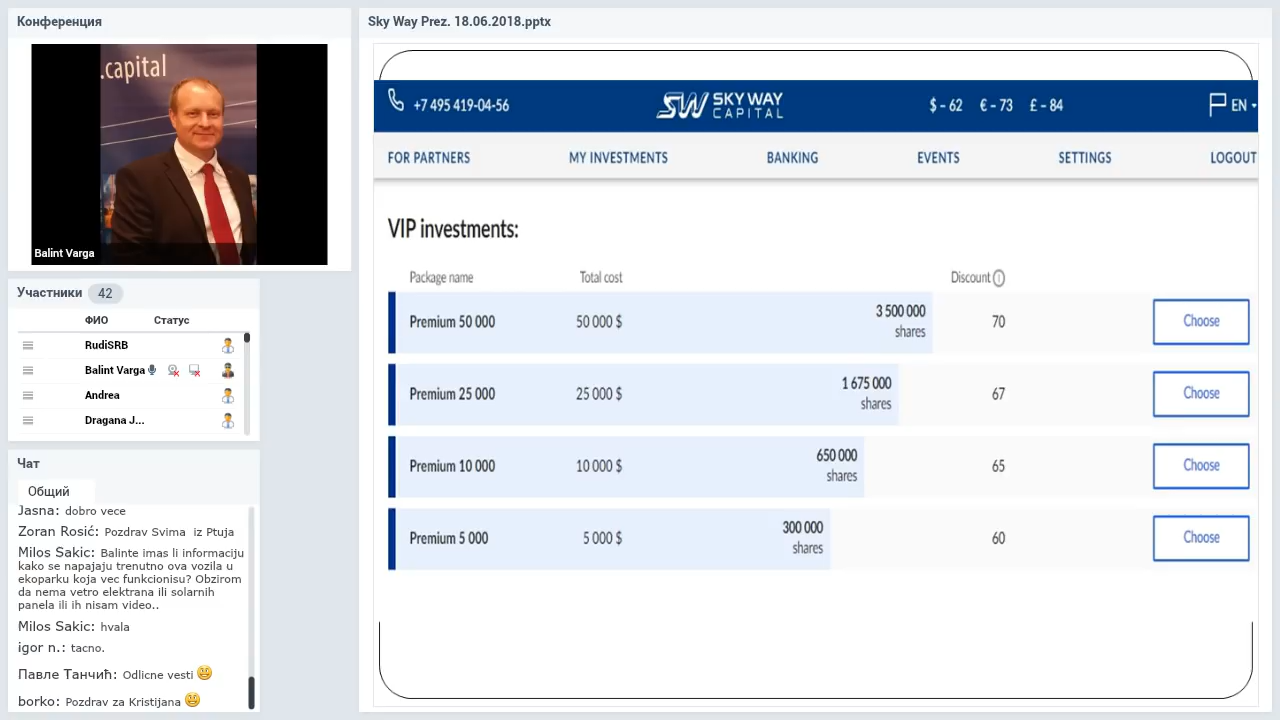 Конференция
.capital
Balint Varga
Участники 42
ФИО Статус
RudiSRB
Balint Varga
Andrea
Dragana J...
Чат
Общий
Jasna: dobro vece
Zoran Rosić: Pozdrav Svima iz Ptuja
Milos Sakic: Balinte imas li informaciju
kako se napajaju trenutno ova vozila u
ekoparku koja vec funkcionisu? Obzirom
da nema vetro elektrana ili solarnih
panela ili ih nisam video..
Milos Sakic: hvala
igor n.: tacno.
Павле Танчић: Odlicne vesti
borko: Pozdrav za Kristijana
Sky Way Prez. 18.06.2018.pptx
+7 495 419-04-56 SW SKY WAY CAPITAL $ - 62 € - 73 £ - 84 EN
FOR PARTNERS MY INVESTMENTS BANKING EVENTS SETTINGS LOGOUT
VIP investments:
Package name Total cost Discount
Premium 50 000 50 000 $ 3 500 000 shares 70 Choose
Premium 25 000 25 000 $ 1 675 000 shares 67 Choose
Premium 10 000 10 000 $ 650 000 shares 65 Choose
Premium 5 000 5 000 $ 300 000 shares 60 Choose